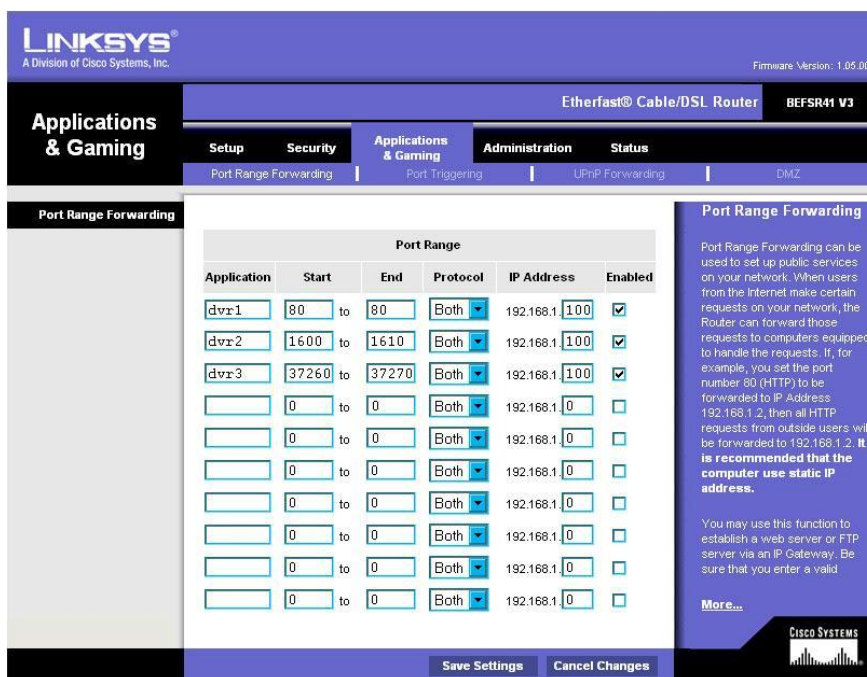 LINKSYS®
A Division of Cisco Systems, Inc.
Firmware Version: 1.05.00
Etherfast® Cable/DSL Router BEFSR41 V3
Applications & Gaming
Setup Security Applications & Gaming Administration Status
Port Range Forwarding Port Triggering UPnP Forwarding DMZ
Port Range Forwarding
Port Range
Application Start End Protocol IP Address Enabled
dvr1 80 to 80 Both 192.168.1. 100
dvr2 1600 to 1610 Both 192.168.1. 100
dvr3 37260 to 37270 Both 192.168.1. 100
0 to 0 Both 192.168.1. 0
0 to 0 Both 192.168.1. 0
0 to 0 Both 192.168.1. 0
0 to 0 Both 192.168.1. 0
0 to 0 Both 192.168.1. 0
0 to 0 Both 192.168.1. 0
0 to 0 Both 192.168.1. 0
Port Range Forwarding
Port Range Forwarding can be
used to set up public services
on your network. When users
from the Internet make certain
requests on your network, the
Router can forward those
requests to computers equipped
to handle the requests. If, for
example, you set the port
number 80 (HTTP) to be
forwarded to IP Address
192.168.1.2, then all HTTP
requests from outside users will
be forwarded to 192.168.1.2. It
is recommended that the
computer use static IP
address.
You may use this function to
establish a web server or FTP
server via an IP Gateway. Be
sure that you enter a valid
More...
Save Settings Cancel Changes
CISCO SYSTEMS